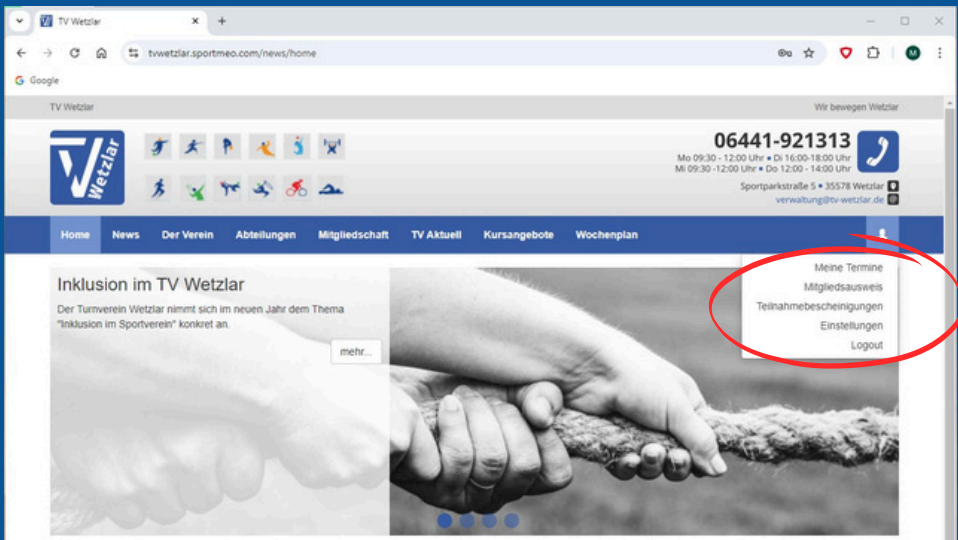 TV Wetzlar
tvwetzlar.sportmeo.com/news/home
M
Google
TV Wetzlar
Wir bewegen Wetzlar
TV Wetzlar
06441-921313
Mo 09:30 - 12:00 Uhr • Di 16:00-18:00 Uhr
Mi 09:30 -12:00 Uhr • Do 12:00 - 14:00 Uhr
Sportparkstraße 5 • 35578 Wetzlar
verwaltung@tv-wetzlar.de
Home News Der Verein Abteilungen Mitgliedschaft TV Aktuell Kursangebote Wochenplan
Meine Termine
Mitgliedsausweis
Teilnahmebescheinigungen
Einstellungen
Logout
Inklusion im TV Wetzlar
Der Turnverein Wetzlar nimmt sich im neuen Jahr dem Thema
"Inklusion im Sportverein" konkret an.
mehr...